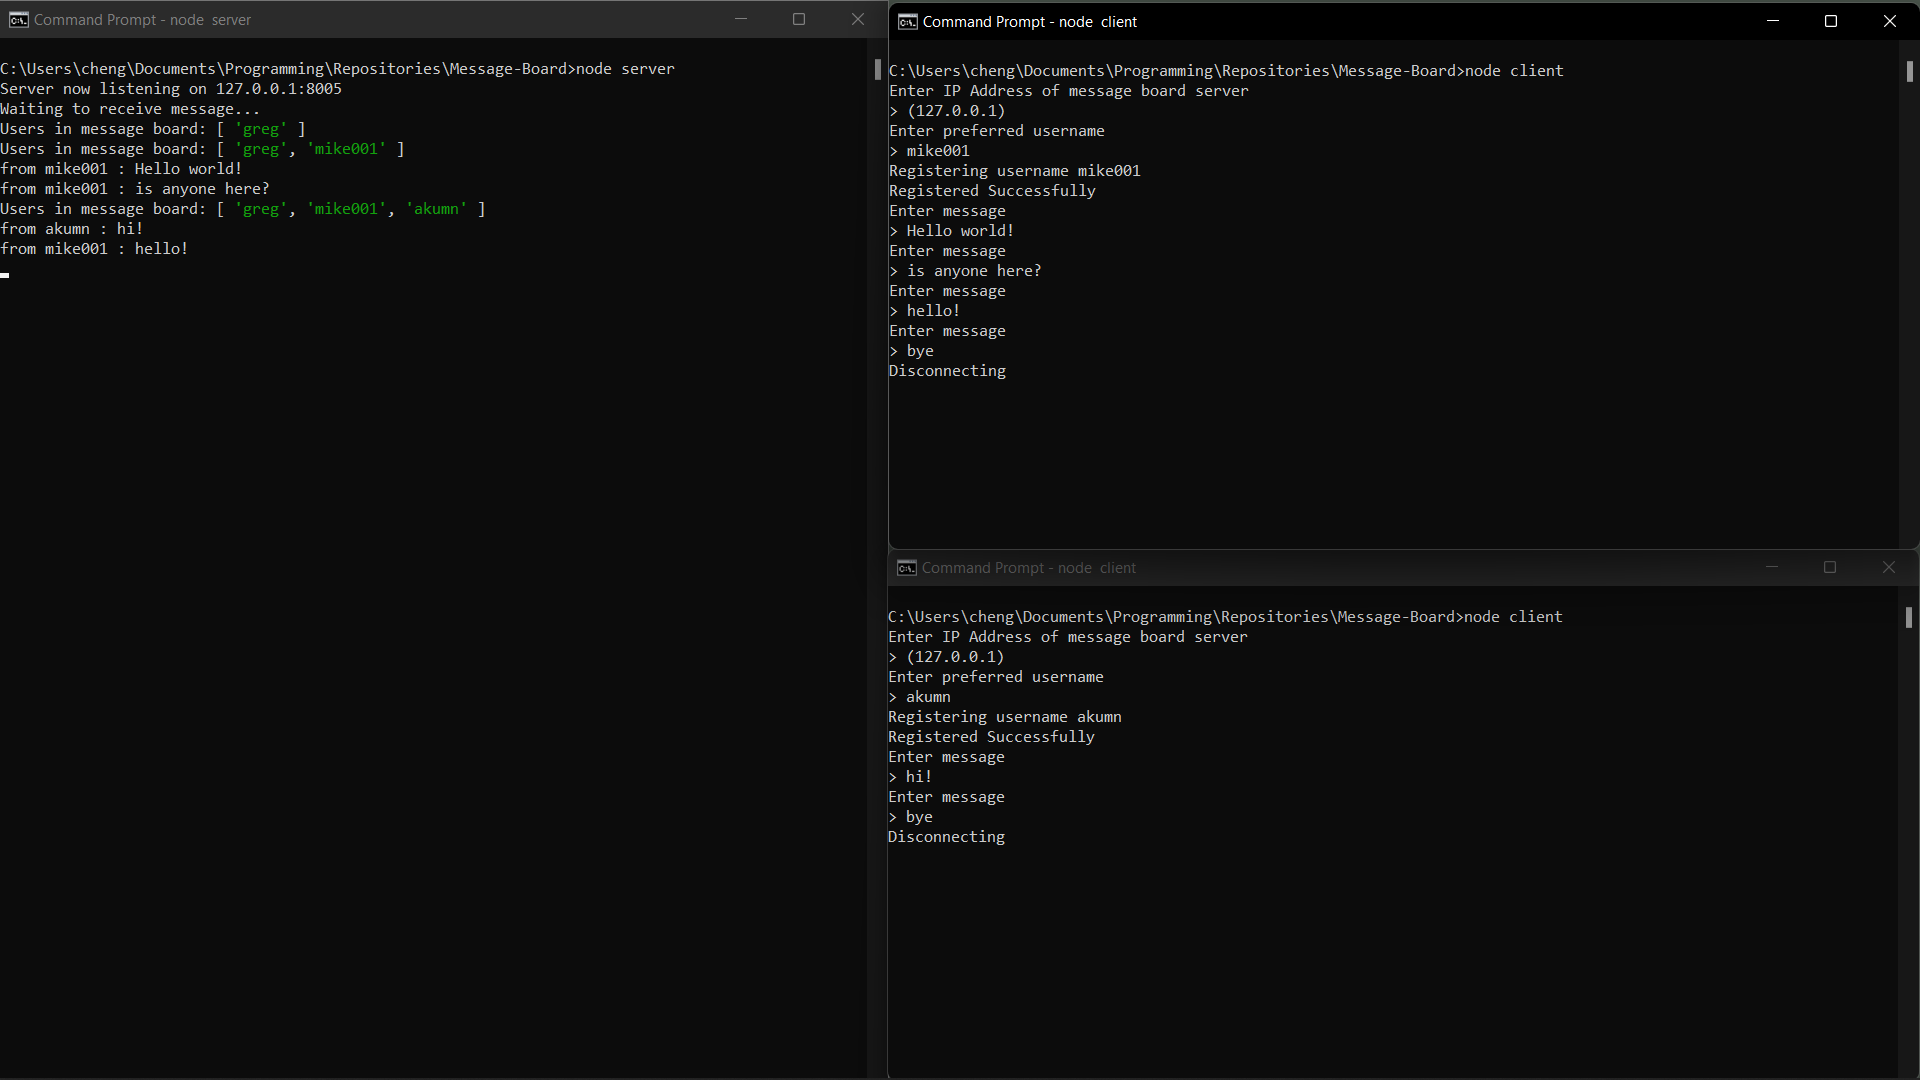 Command Prompt - node  server
C:\Users\cheng\Documents\Programming\Repositories\Message-Board>node server
Server now listening on 127.0.0.1:8005
Waiting to receive message...
Users in message board: [ 'greg' ]
Users in message board: [ 'greg', 'mike001' ]
from mike001 : Hello world!
from mike001 : is anyone here?
Users in message board: [ 'greg', 'mike001', 'akumn' ]
from akumn : hi!
from mike001 : hello!
Command Prompt - node  client
C:\Users\cheng\Documents\Programming\Repositories\Message-Board>node client
Enter IP Address of message board server
> (127.0.0.1)
Enter preferred username
> mike001
Registering username mike001
Registered Successfully
Enter message
> Hello world!
Enter message
> is anyone here?
Enter message
> hello!
Enter message
> bye
Disconnecting
Command Prompt - node  client
C:\Users\cheng\Documents\Programming\Repositories\Message-Board>node client
Enter IP Address of message board server
> (127.0.0.1)
Enter preferred username
> akumn
Registering username akumn
Registered Successfully
Enter message
> hi!
Enter message
> bye
Disconnecting